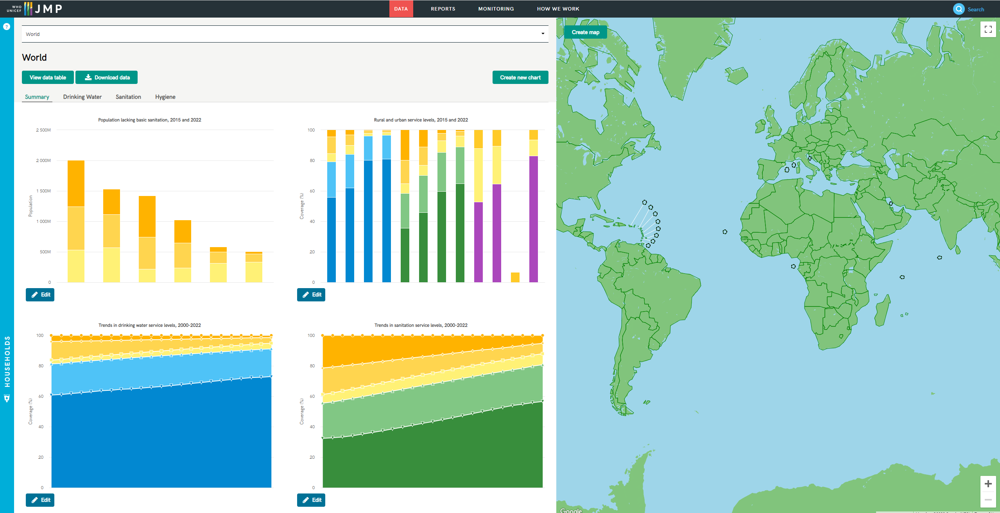 WHO
UNICEF
JMP
DATA
REPORTS
MONITORING
HOW WE WORK
Search
?
World
Create map
World
View data table
Download data
Create new chart
Summary
Drinking Water
Sanitation
Hygiene
Population lacking basic sanitation, 2015 and 2022
2 500M
2 000M
1 500M
1 000M
500M
0
Population
Edit
Rural and urban service levels, 2015 and 2022
100
80
60
40
20
0
Coverage (%)
Edit
Trends in drinking water service levels, 2000-2022
100
80
60
40
20
0
Coverage (%)
Edit
Trends in sanitation service levels, 2000-2022
100
80
60
40
20
0
Coverage (%)
Edit
HOUSEHOLDS
Google